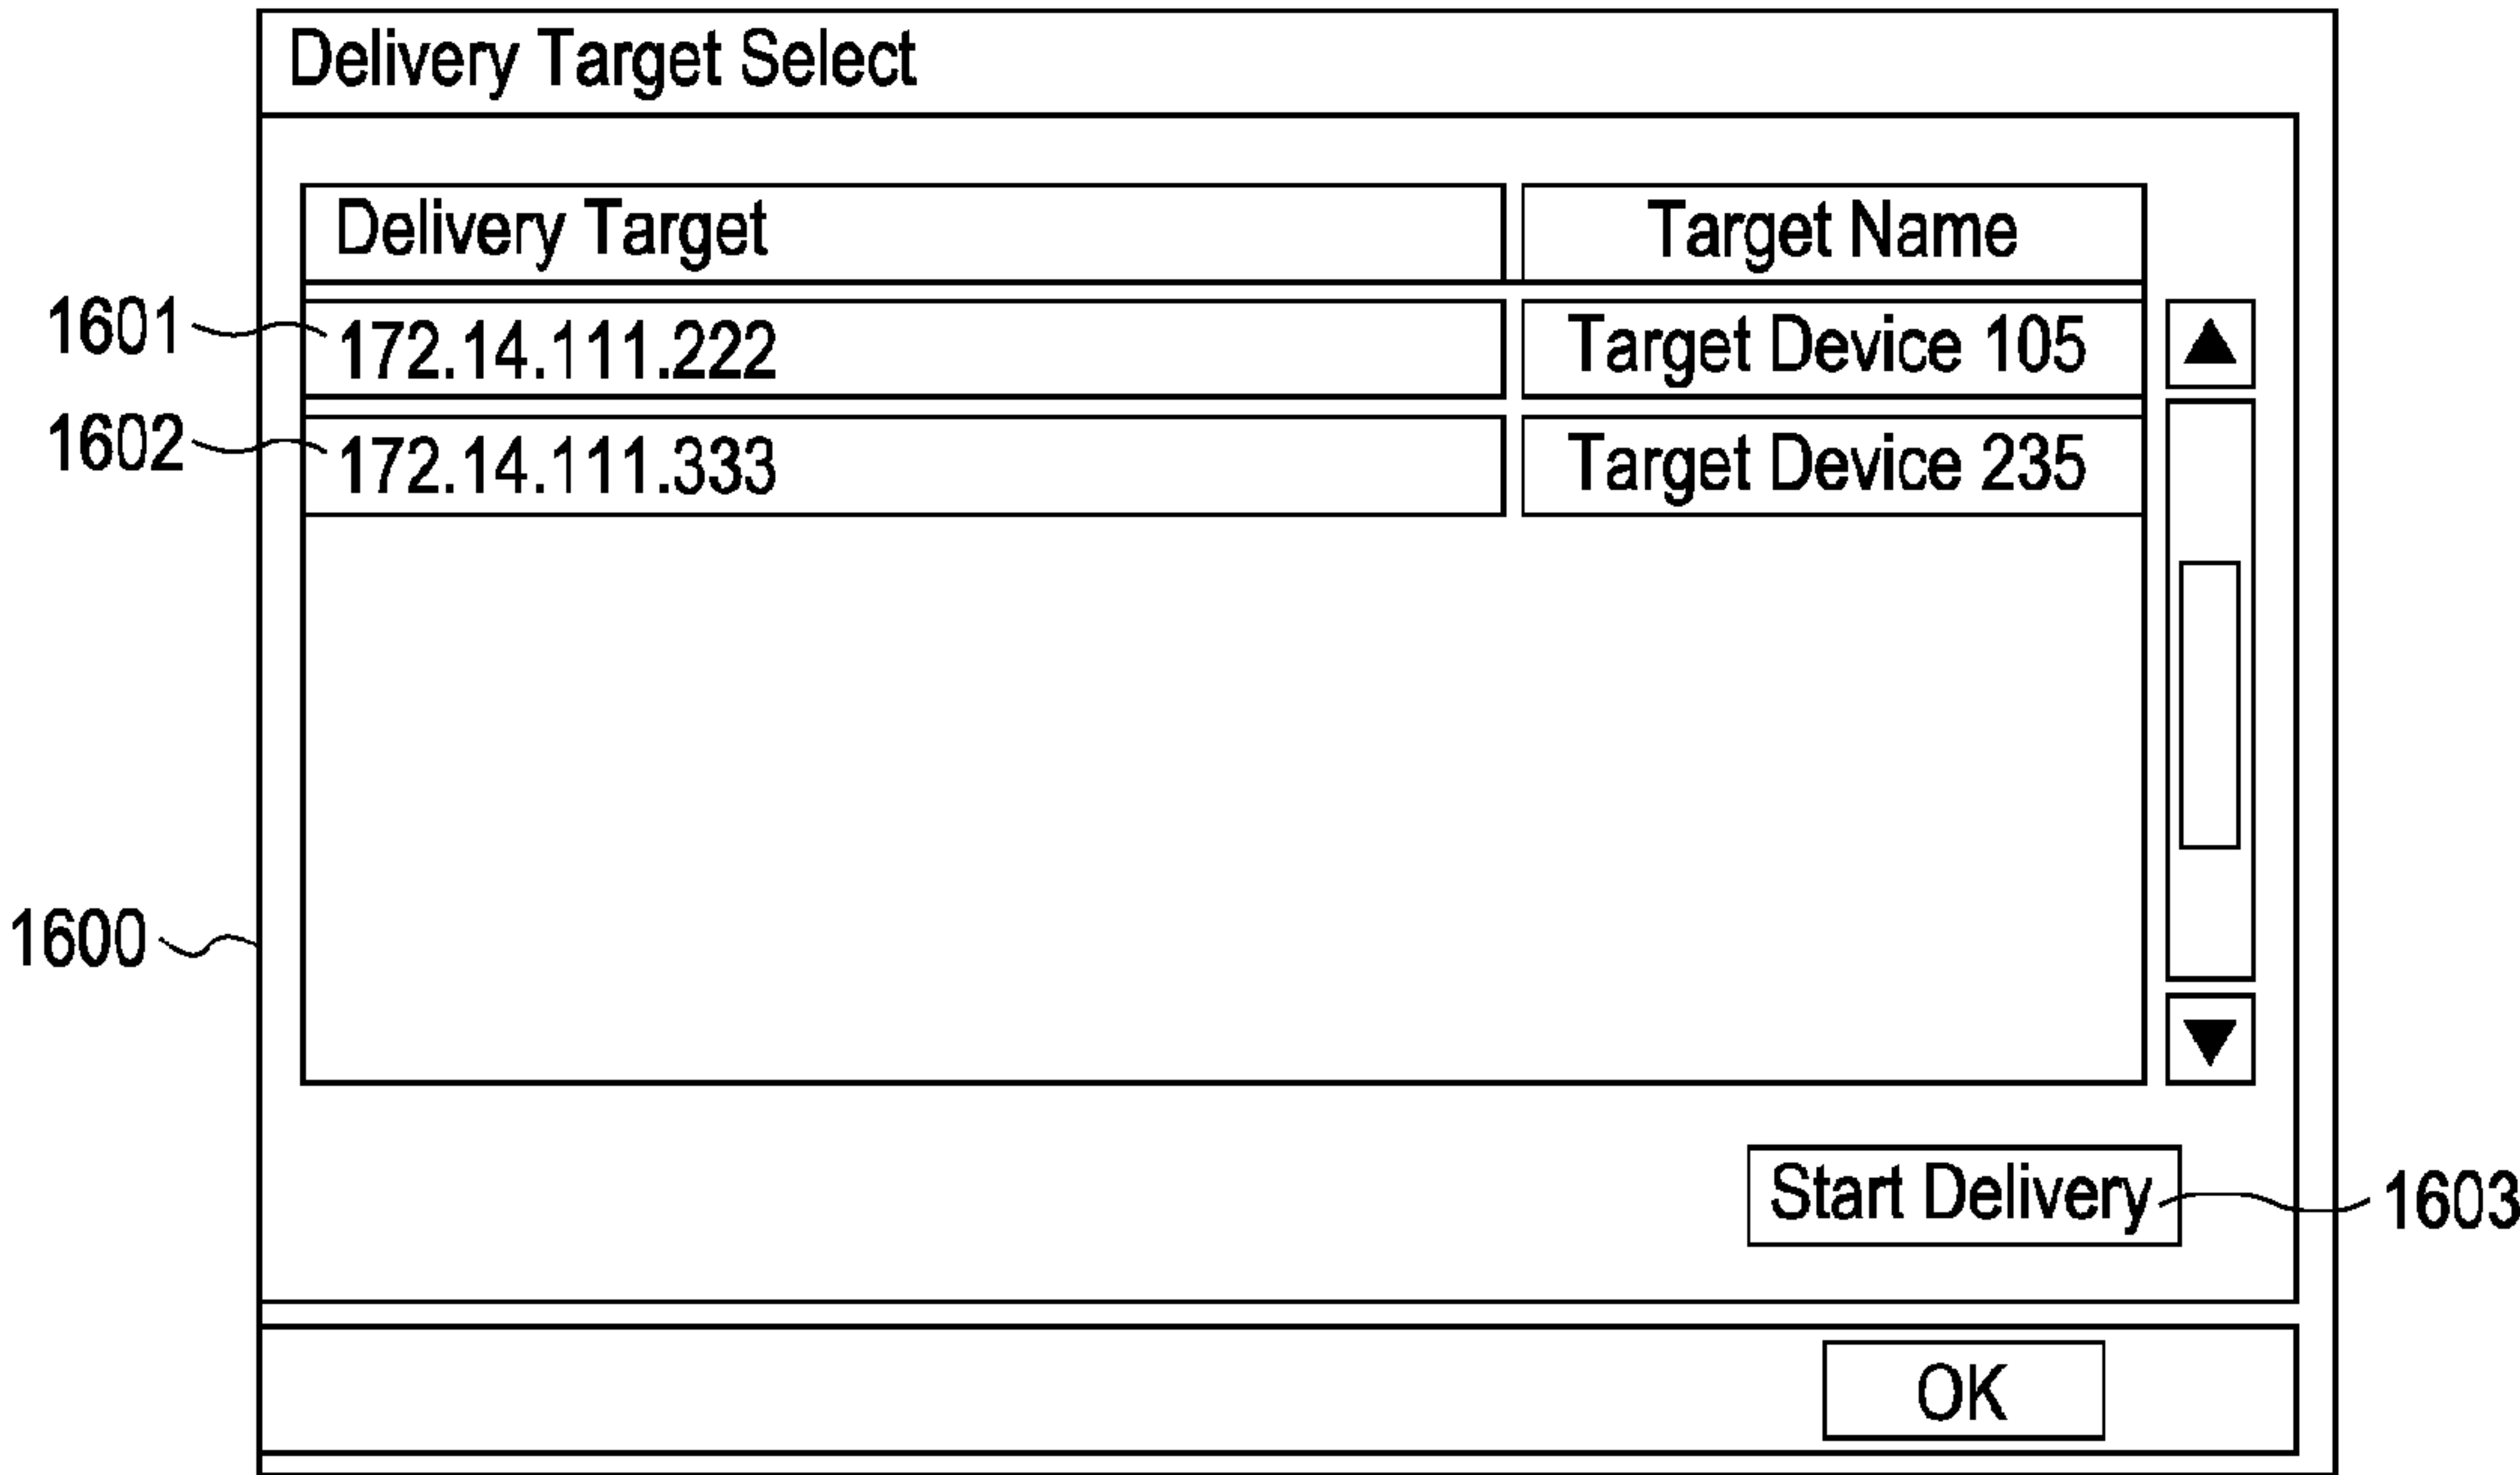 Delivery Target Select
Delivery Target Target Name
1601 172.14.111.222 Target Device 105
1602 172.14.111.333 Target Device 235
1600
Start Delivery 1603
OK